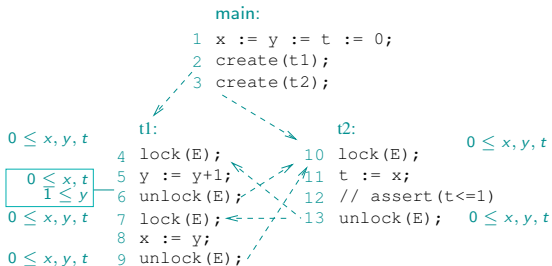 main:
1 x := y := t := 0;
2 create(t1);
3 create(t2);
t1:
0 ≤ x, y, t
4 lock(E);
5 y := y+1;
0 ≤ x, t
1 ≤ y
6 unlock(E);
0 ≤ x, y, t
7 lock(E);
8 x := y;
0 ≤ x, y, t
9 unlock(E);
t2:
0 ≤ x, y, t
10 lock(E);
11 t := x;
12 // assert(t<=1)
13 unlock(E);
0 ≤ x, y, t